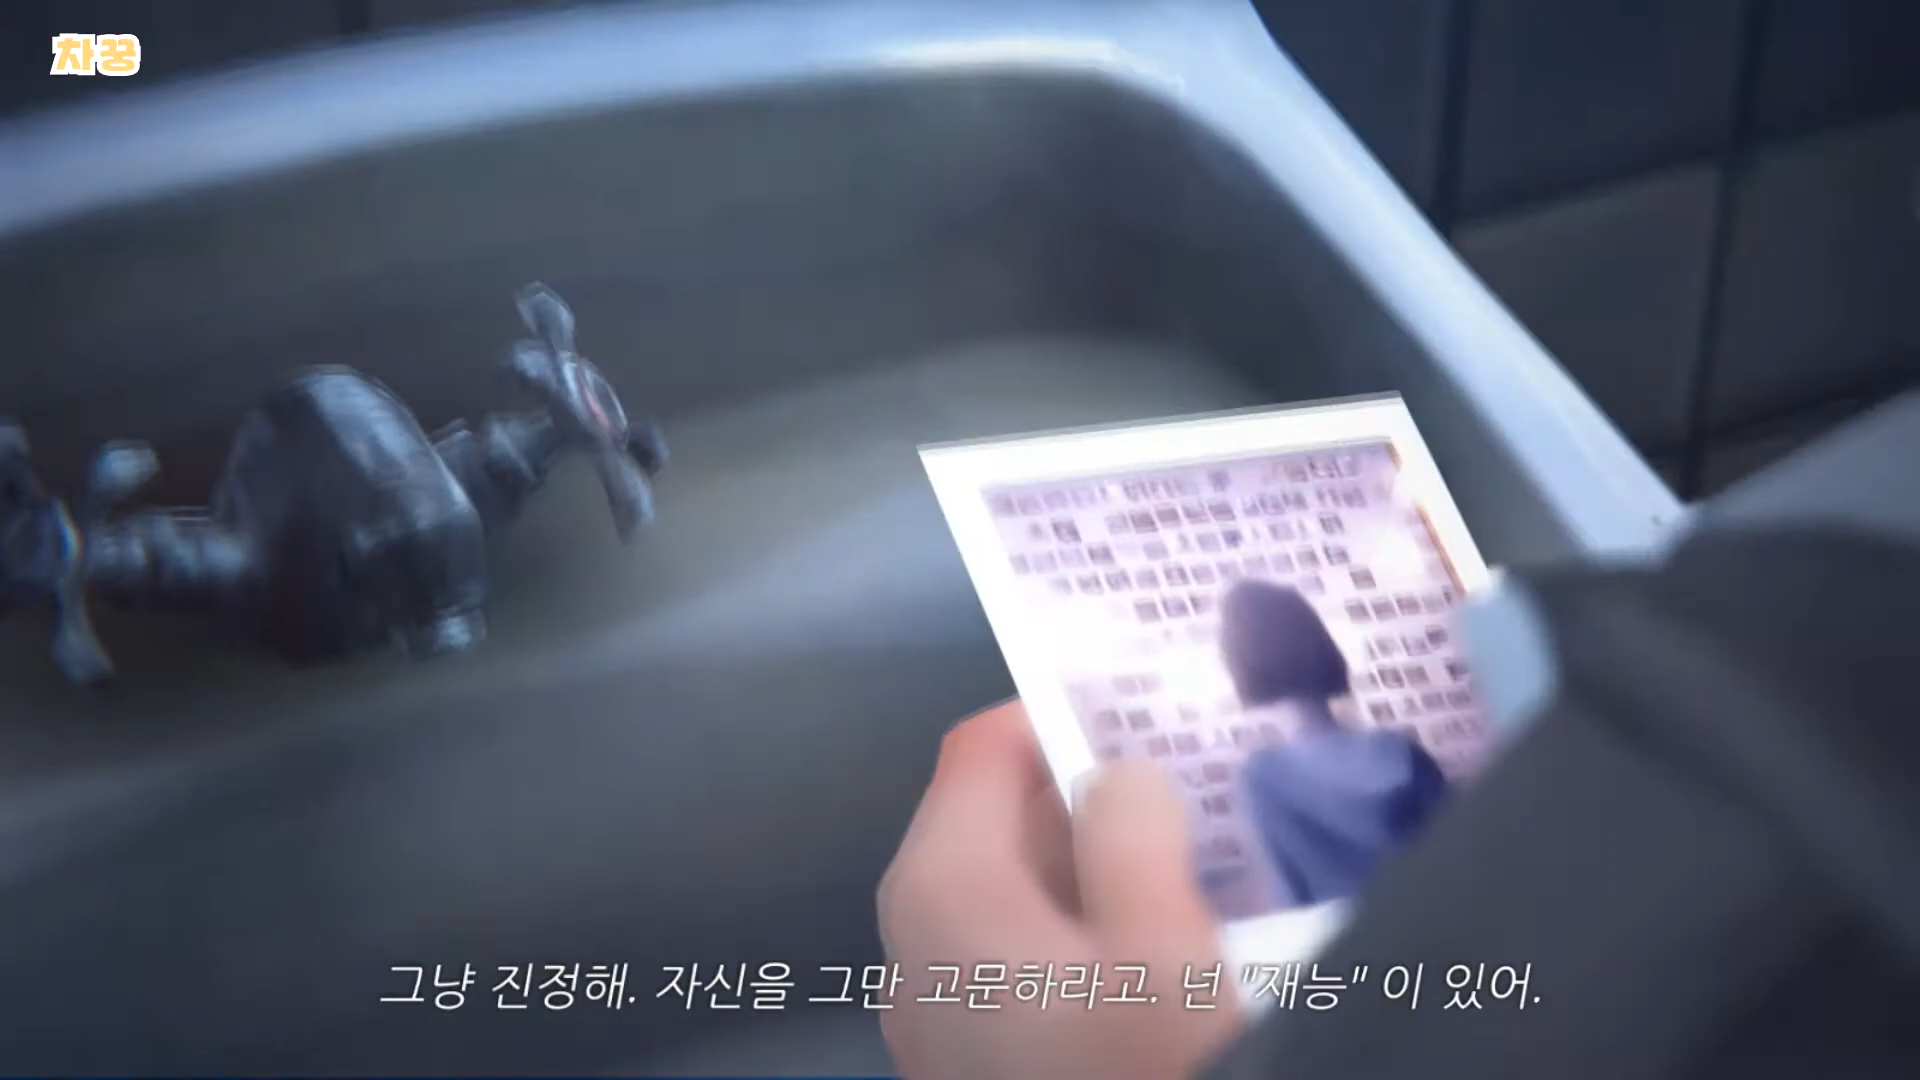 차꿍
그냥 진정해. 자신을 그만 고문하라고. 넌 "재능" 이 있어.